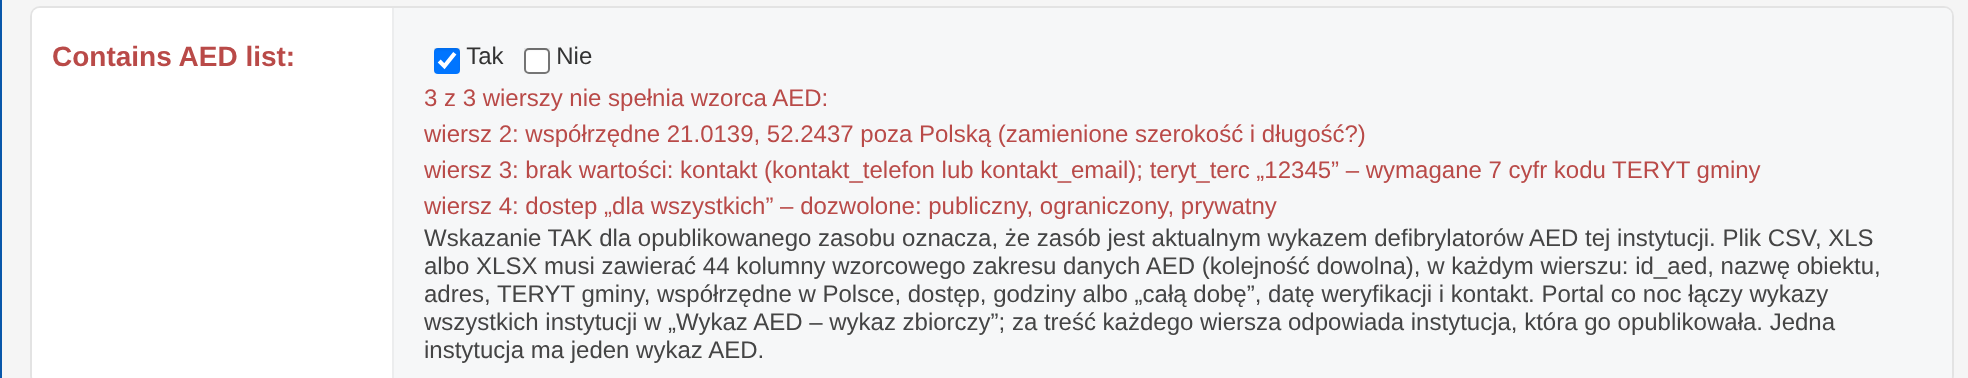 Contains AED list:
Tak Nie
3 z 3 wierszy nie spełnia wzorca AED:
wiersz 2: współrzędne 21.0139, 52.2437 poza Polską (zamienione szerokość i długość?)
wiersz 3: brak wartości: kontakt (kontakt_telefon lub kontakt_email); teryt_terc „12345” – wymagane 7 cyfr kodu TERYT gminy
wiersz 4: dostep „dla wszystkich” – dozwolone: publiczny, ograniczony, prywatny
Wskazanie TAK dla opublikowanego zasobu oznacza, że zasób jest aktualnym wykazem defibrylatorów AED tej instytucji. Plik CSV, XLS
albo XLSX musi zawierać 44 kolumny wzorcowego zakresu danych AED (kolejność dowolna), w każdym wierszu: id_aed, nazwę obiektu,
adres, TERYT gminy, współrzędne w Polsce, dostęp, godziny albo „całą dobę”, datę weryfikacji i kontakt. Portal co noc łączy wykazy
wszystkich instytucji w „Wykaz AED – wykaz zbiorczy”; za treść każdego wiersza odpowiada instytucja, która go opublikowała. Jedna
instytucja ma jeden wykaz AED.